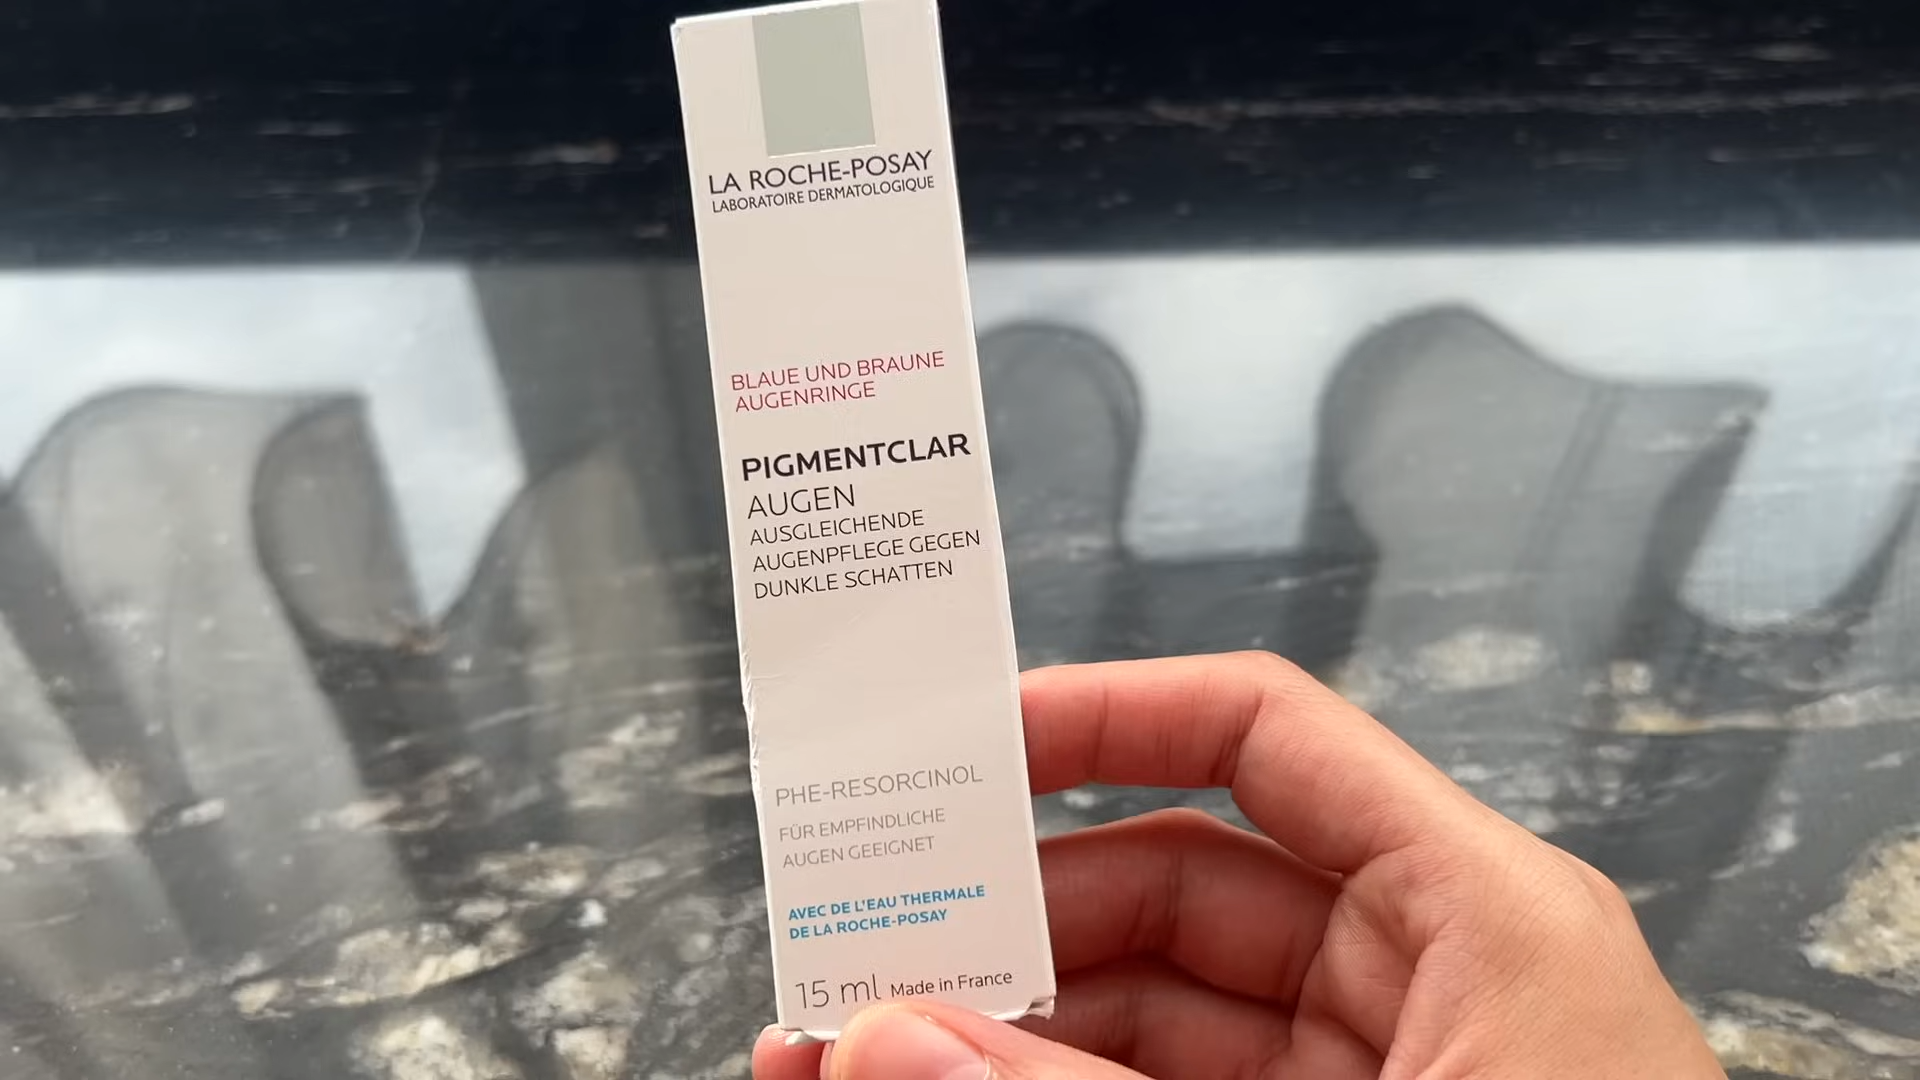 LA ROCHE-POSAY
LABORATOIRE DERMATOLOGIQUE
BLAUE UND BRAUNE
AUGENRINGE
PIGMENTCLAR
AUGEN
AUSGLEICHENDE
AUGENPFLEGE GEGEN
DUNKLE SCHATTEN
PHE-RESORCINOL
FÜR EMPFINDLICHE
AUGEN GEEIGNET
AVEC DE L'EAU THERMALE
DE LA ROCHE-POSAY
15 ml Made in France